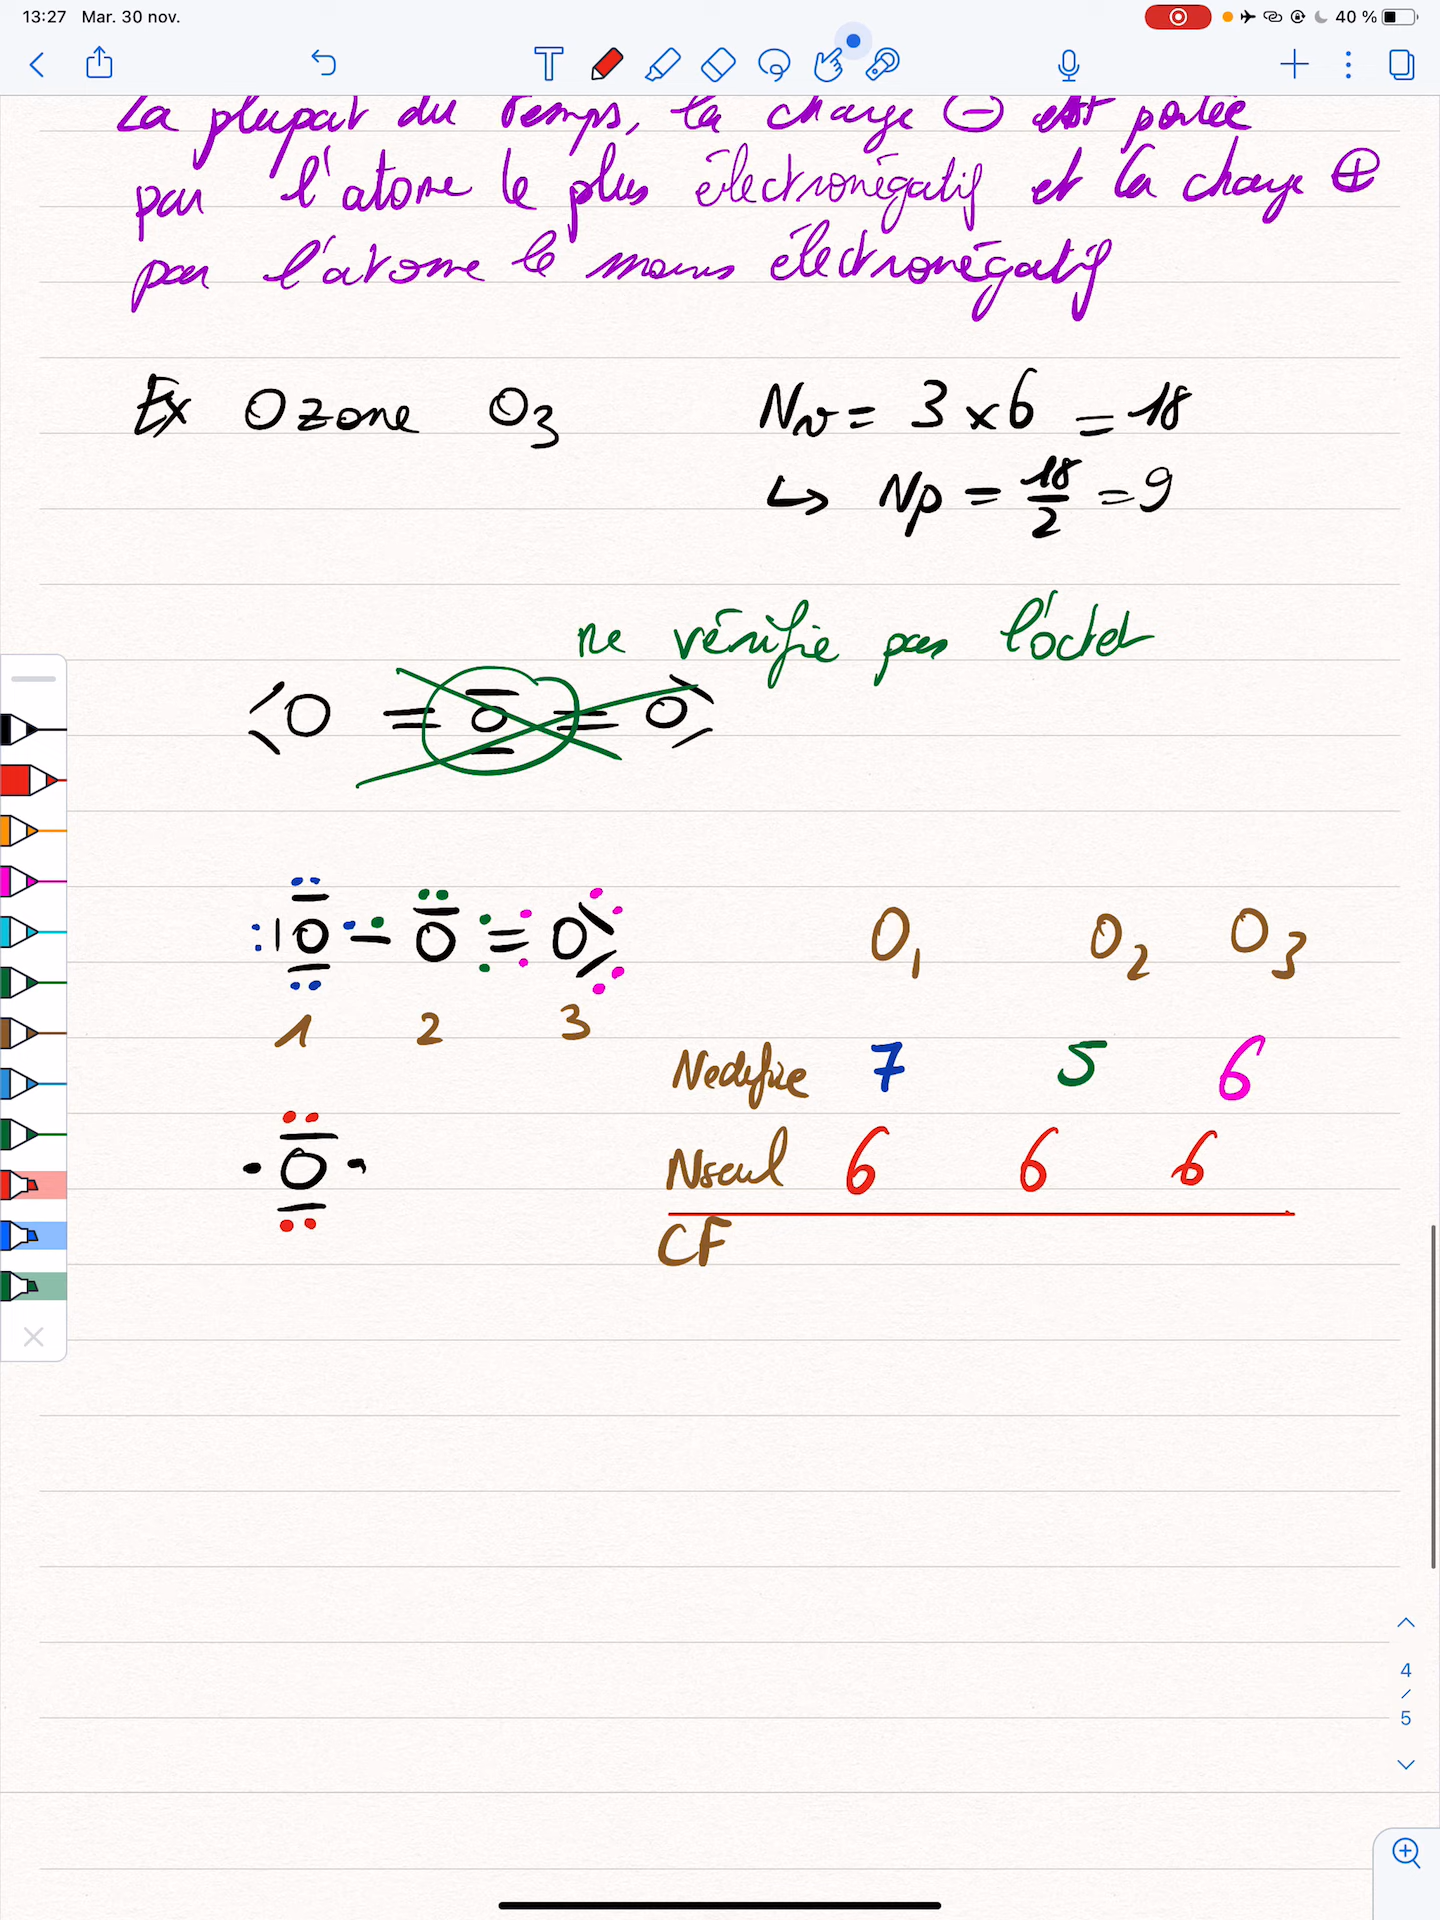 13:27 Mar. 30 nov. 40 %
La plupart du temps, la charge ⊖ est portée
par l'atome le plus électronégatif et la charge ⊕
par l'atome le moins électronégatif
Ex Ozone O3 Nv = 3 x 6 = 18
↳ Np = 18/2 = 9
ne vérifie pas l'octet
O = O = O
O - O = O O1 O2 O3
1 2 3
7 5 6
O Nseul 6 6 6
CF
4
/
5